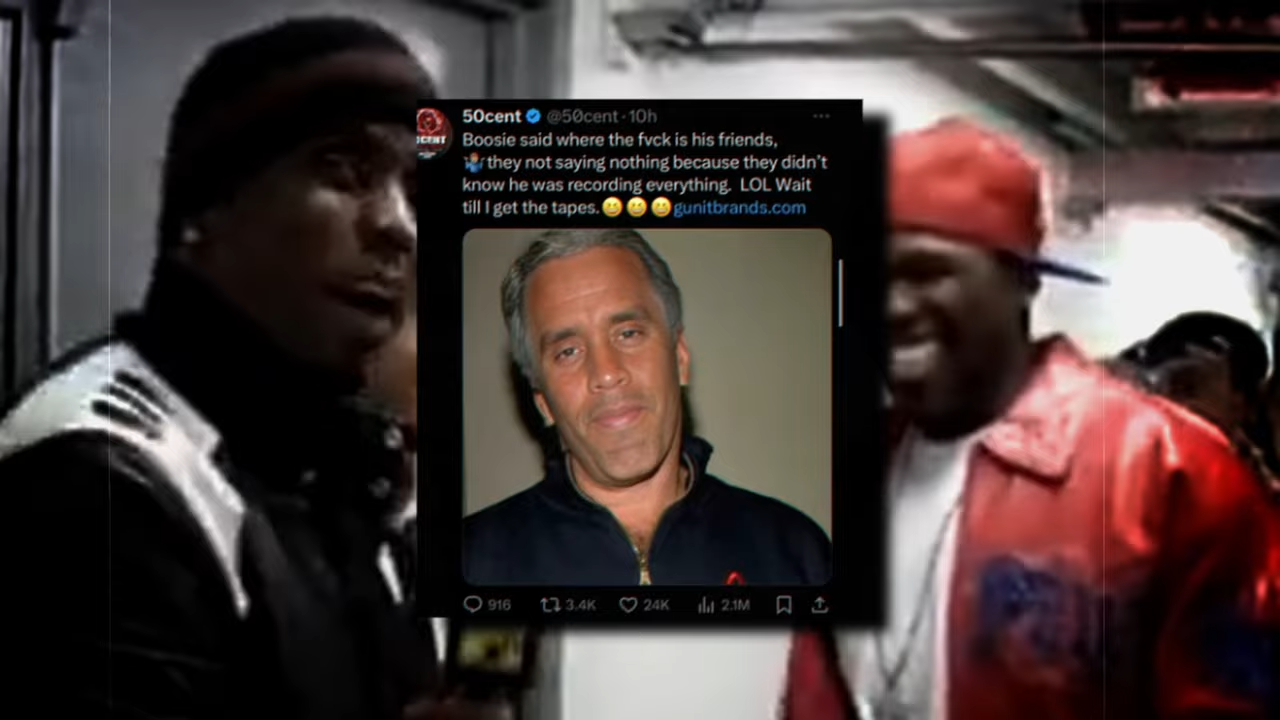 50cent @50cent · 10h
Boosie said where the fvck is his friends,
🤷🏽‍♂️they not saying nothing because they didn't
know he was recording everything. LOL Wait
till I get the tapes.😀😀😀gunitbrands.com
916 3.4K 24K 2.1M